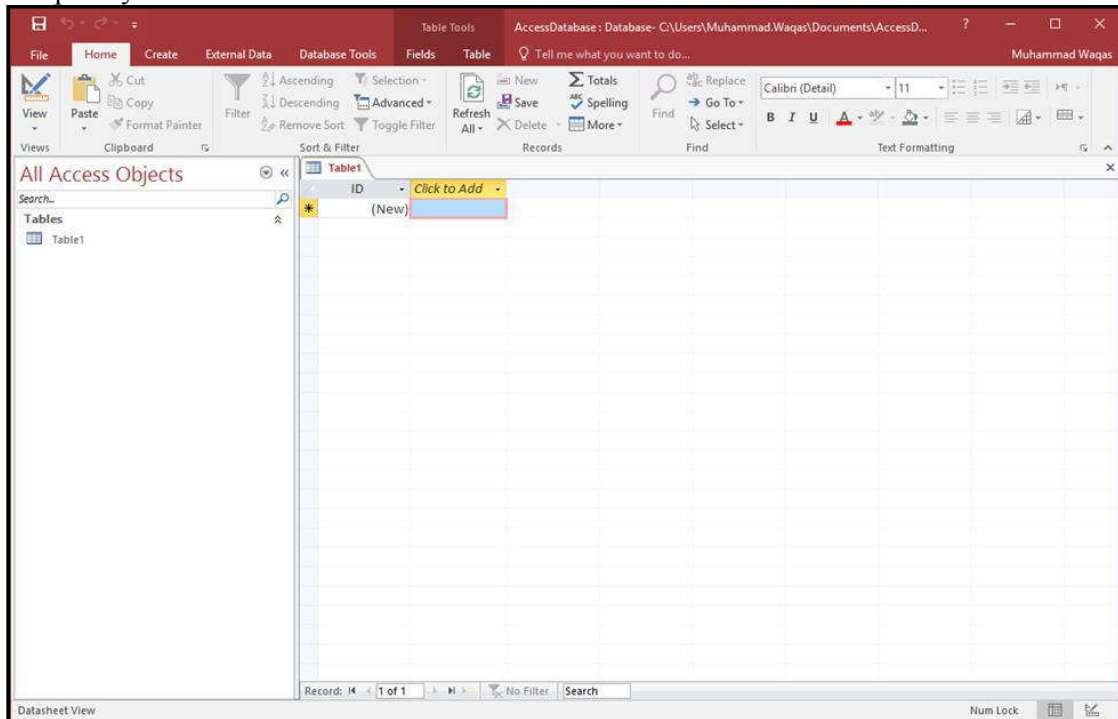 Table Tools AccessDatabase : Database- C:\Users\Muhammad.Waqas\Documents\AccessD... ?
File Home Create External Data Database Tools Fields Table Tell me what you want to do... Muhammad Waqas
View
Paste
Cut
Copy
Format Painter
Filter
Ascending
Descending
Remove Sort
Selection
Advanced
Toggle Filter
Refresh
All
New
Save
Delete
Totals
Spelling
More
Find
Replace
Go To
Select
Calibri (Detail) 11
B I U A
Views Clipboard Sort & Filter Records Find Text Formatting
All Access Objects
Search...
Tables
Table1
Table1
ID Click to Add
(New)
Record: 1 of 1 No Filter Search
Datasheet View Num Lock